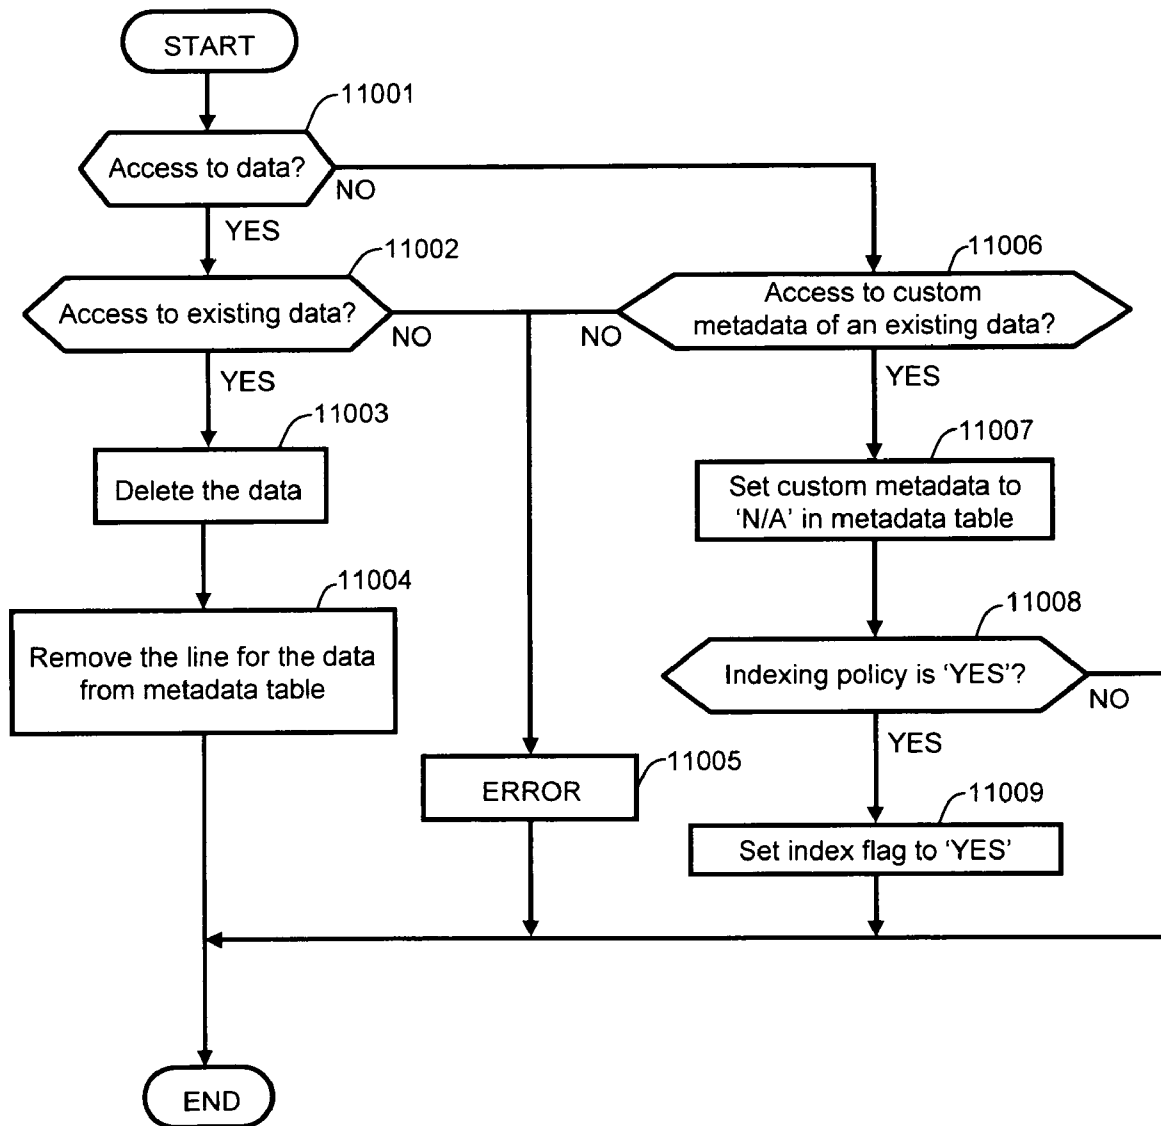 START
11001
Access to data?
NO
YES
11002
Access to existing data?
NO
YES
11006
Access to custom
metadata of an existing data?
NO
YES
11003
Delete the data
11007
Set custom metadata to
‘N/A’ in metadata table
11004
Remove the line for the data
from metadata table
11008
Indexing policy is ‘YES’?
NO
YES
11005
ERROR
11009
Set index flag to ‘YES’
END